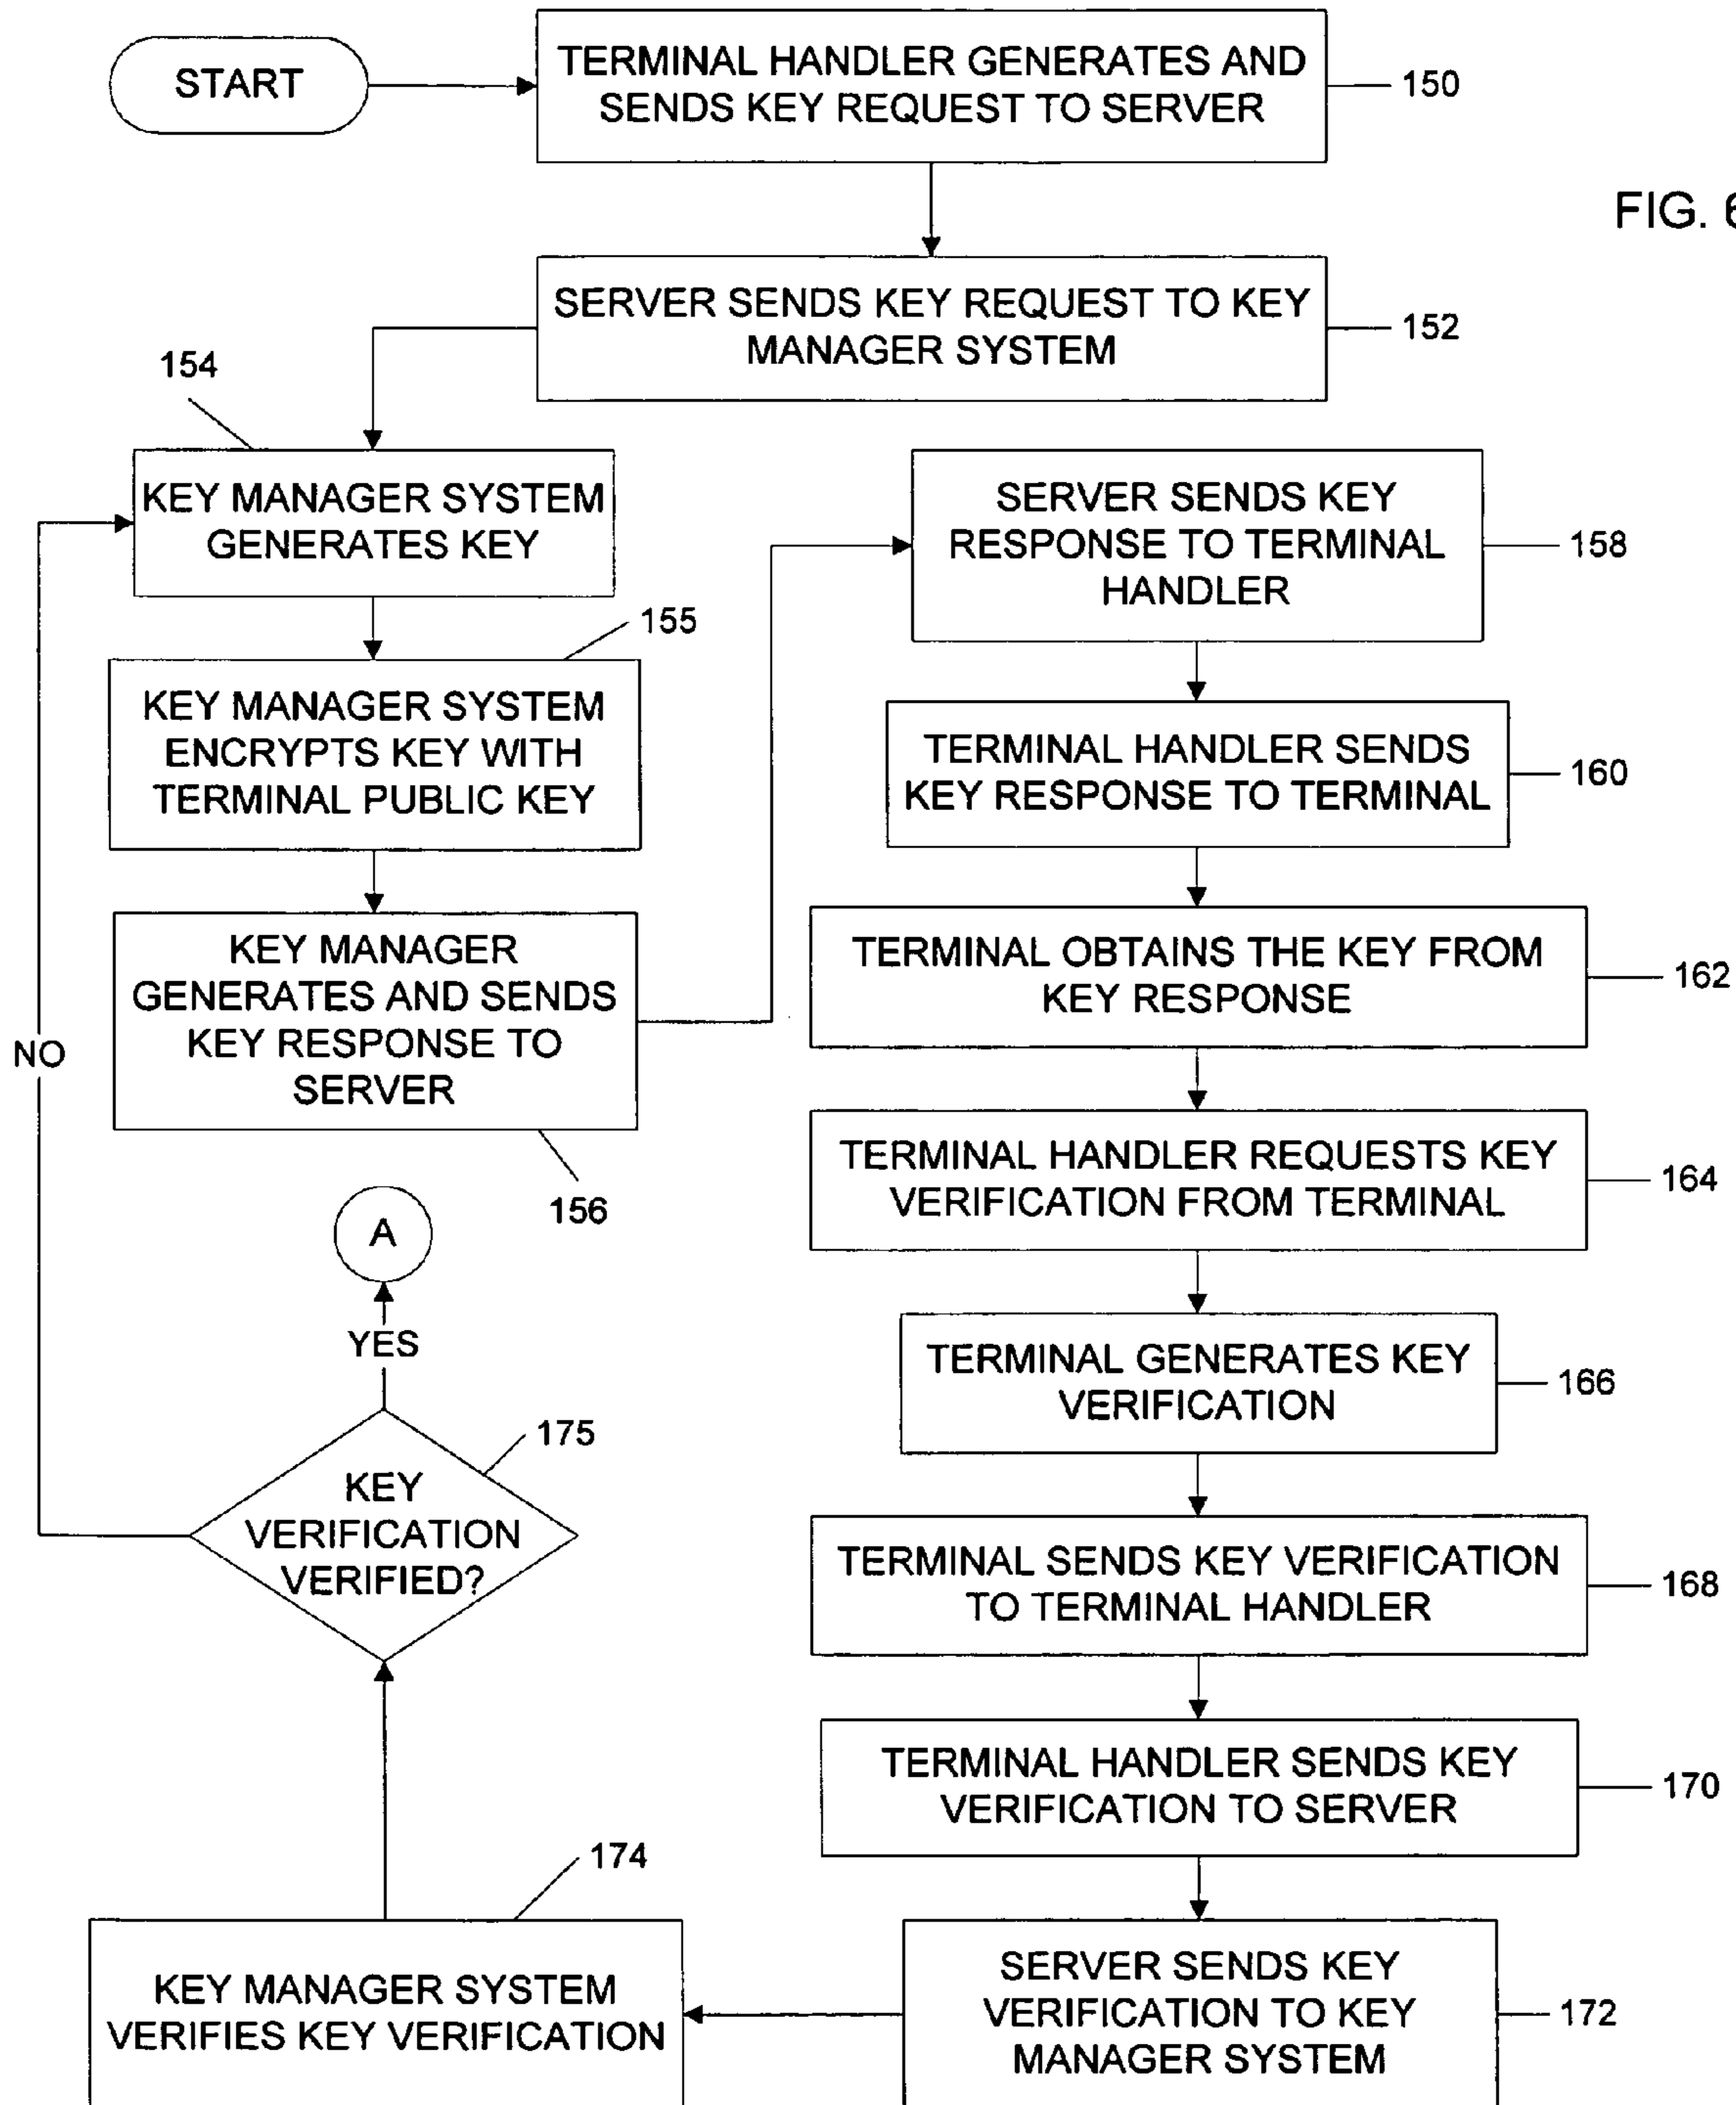 START
TERMINAL HANDLER GENERATES AND
SENDS KEY REQUEST TO SERVER
150
FIG. 6
SERVER SENDS KEY REQUEST TO KEY
MANAGER SYSTEM
152
154
KEY MANAGER SYSTEM
GENERATES KEY
155
KEY MANAGER SYSTEM
ENCRYPTS KEY WITH
TERMINAL PUBLIC KEY
KEY MANAGER
GENERATES AND SENDS
KEY RESPONSE TO
SERVER
156
SERVER SENDS KEY
RESPONSE TO TERMINAL
HANDLER
158
TERMINAL HANDLER SENDS
KEY RESPONSE TO TERMINAL
160
TERMINAL OBTAINS THE KEY FROM
KEY RESPONSE
162
TERMINAL HANDLER REQUESTS KEY
VERIFICATION FROM TERMINAL
164
TERMINAL GENERATES KEY
VERIFICATION
166
TERMINAL SENDS KEY VERIFICATION
TO TERMINAL HANDLER
168
TERMINAL HANDLER SENDS KEY
VERIFICATION TO SERVER
170
SERVER SENDS KEY
VERIFICATION TO KEY
MANAGER SYSTEM
172
174
KEY MANAGER SYSTEM
VERIFIES KEY VERIFICATION
175
KEY
VERIFICATION
VERIFIED?
YES
A
NO